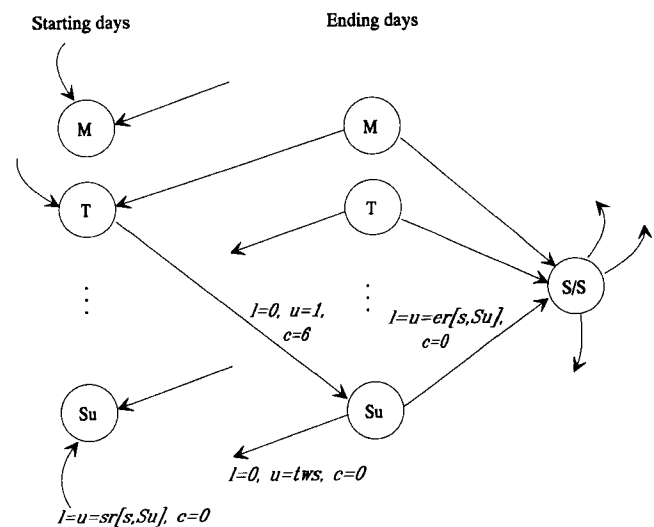 Starting days
Ending days
M
M
T
T
S/S
l=0, u=1,
c=6
l=u=er[s,Su],
c=0
Su
Su
l=0, u=tws, c=0
l=u=sr[s,Su], c=0